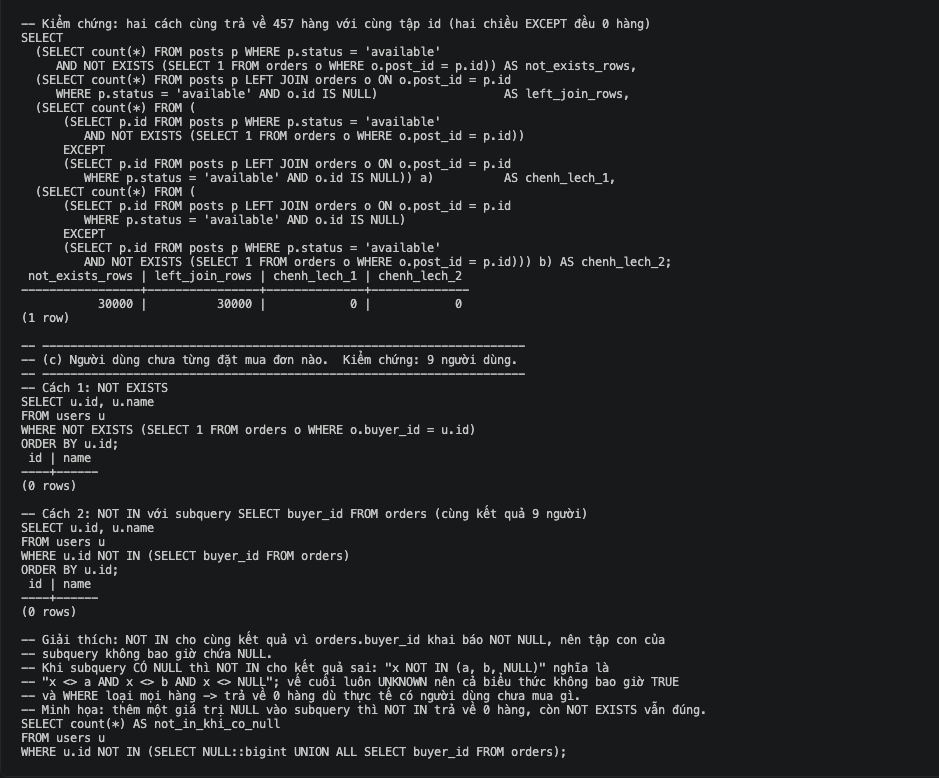 -- Kiểm chứng: hai cách cùng trả về 457 hàng với cùng tập id (hai chiều EXCEPT đều 0 hàng)
SELECT
  (SELECT count(*) FROM posts p WHERE p.status = 'available'
     AND NOT EXISTS (SELECT 1 FROM orders o WHERE o.post_id = p.id)) AS not_exists_rows,
  (SELECT count(*) FROM posts p LEFT JOIN orders o ON o.post_id = p.id
     WHERE p.status = 'available' AND o.id IS NULL)                  AS left_join_rows,
  (SELECT count(*) FROM (
      (SELECT p.id FROM posts p WHERE p.status = 'available'
         AND NOT EXISTS (SELECT 1 FROM orders o WHERE o.post_id = p.id))
      EXCEPT
      (SELECT p.id FROM posts p LEFT JOIN orders o ON o.post_id = p.id
         WHERE p.status = 'available' AND o.id IS NULL)) a)          AS chenh_lech_1,
  (SELECT count(*) FROM (
      (SELECT p.id FROM posts p LEFT JOIN orders o ON o.post_id = p.id
         WHERE p.status = 'available' AND o.id IS NULL)
      EXCEPT
      (SELECT p.id FROM posts p WHERE p.status = 'available'
         AND NOT EXISTS (SELECT 1 FROM orders o WHERE o.post_id = p.id))) b) AS chenh_lech_2;
 not_exists_rows | left_join_rows | chenh_lech_1 | chenh_lech_2
-----------------+----------------+--------------+--------------
           30000 |          30000 |            0 |            0
(1 row)

-- ---------------------------------------------------------------------
-- (c) Người dùng chưa từng đặt mua đơn nào.  Kiểm chứng: 9 người dùng.
-- ---------------------------------------------------------------------
-- Cách 1: NOT EXISTS
SELECT u.id, u.name
FROM users u
WHERE NOT EXISTS (SELECT 1 FROM orders o WHERE o.buyer_id = u.id)
ORDER BY u.id;
 id | name
----+------
(0 rows)

-- Cách 2: NOT IN với subquery SELECT buyer_id FROM orders (cùng kết quả 9 người)
SELECT u.id, u.name
FROM users u
WHERE u.id NOT IN (SELECT buyer_id FROM orders)
ORDER BY u.id;
 id | name
----+------
(0 rows)

-- Giải thích: NOT IN cho cùng kết quả vì orders.buyer_id khai báo NOT NULL, nên tập con của
-- subquery không bao giờ chứa NULL.
-- Khi subquery CÓ NULL thì NOT IN cho kết quả sai: "x NOT IN (a, b, NULL)" nghĩa là
-- "x <> a AND x <> b AND x <> NULL"; vế cuối luôn UNKNOWN nên cả biểu thức không bao giờ TRUE
-- và WHERE loại mọi hàng -> trả về 0 hàng dù thực tế có người dùng chưa mua gì.
-- Minh họa: thêm một giá trị NULL vào subquery thì NOT IN trả về 0 hàng, còn NOT EXISTS vẫn đúng.
SELECT count(*) AS not_in_khi_co_null
FROM users u
WHERE u.id NOT IN (SELECT NULL::bigint UNION ALL SELECT buyer_id FROM orders);